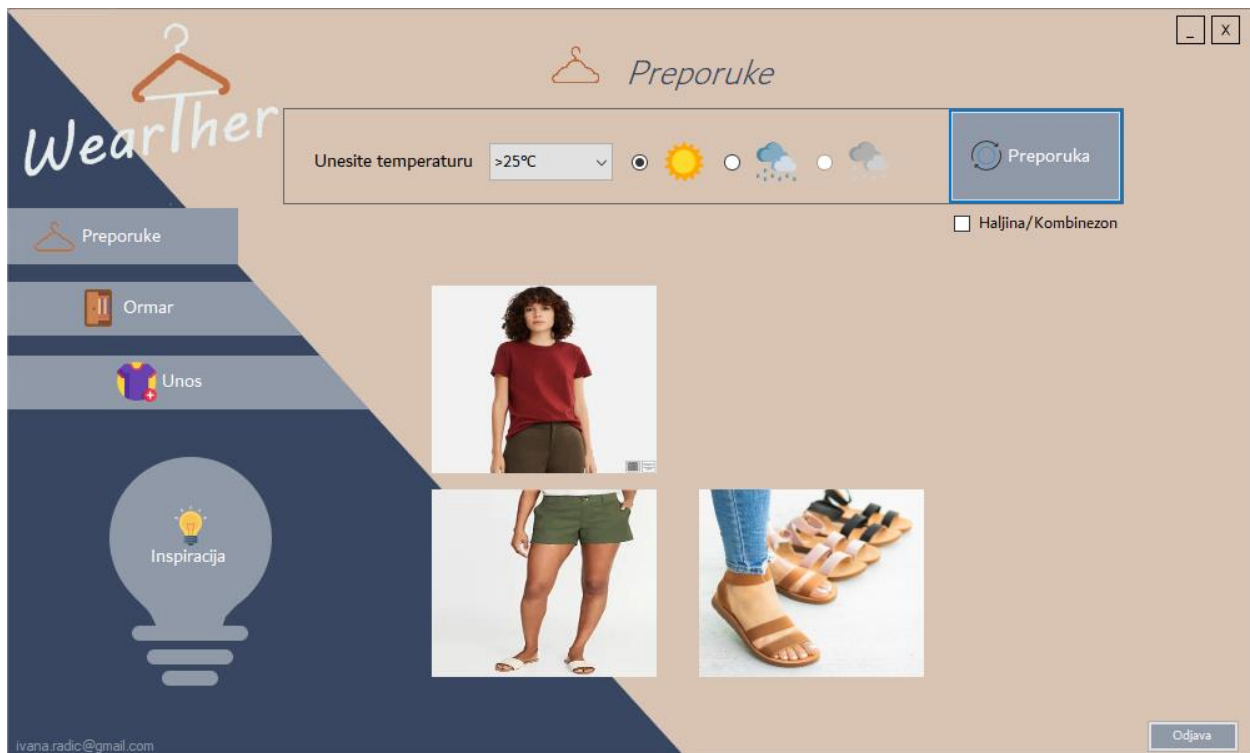 _ X
Preporuke
WearTher
Unesite temperaturu >25°C Preporuka
Haljina/Kombinezon
Preporuke
Ormar
Unos
Inspiracija
ivana.radic@gmail.com
Odjava